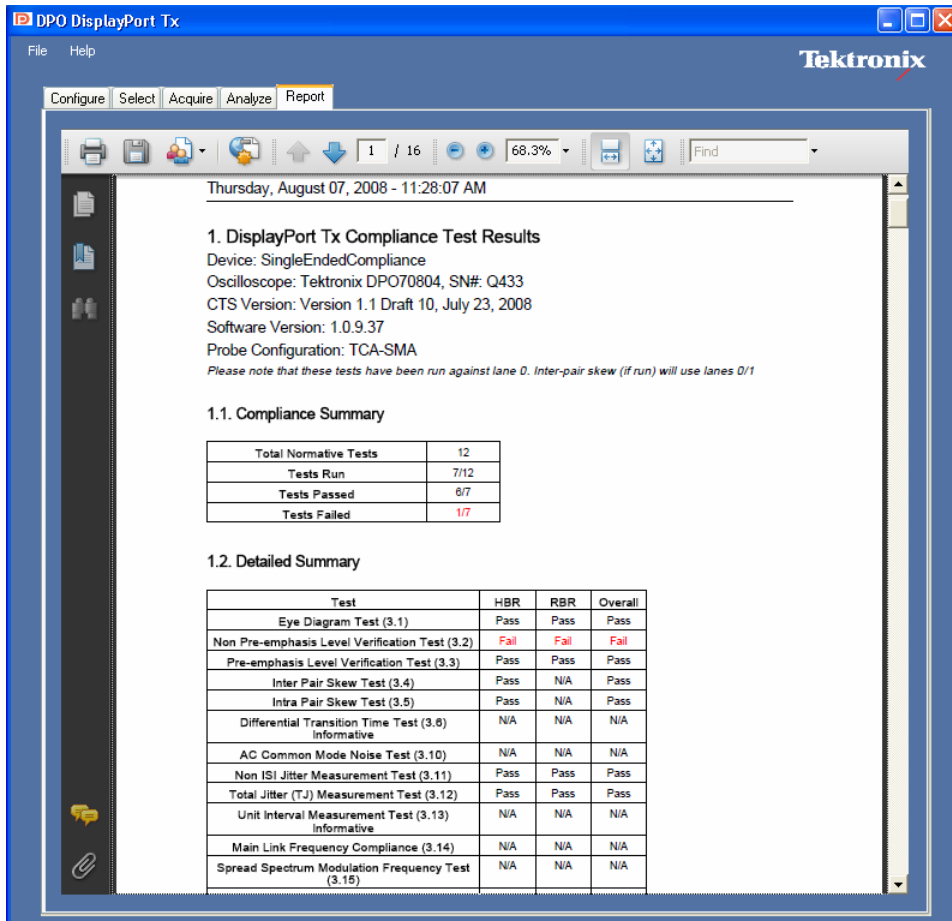 DPO DisplayPort Tx
File Help
Tektronix
Configure Select Acquire Analyze Report
1 / 16 68.3% Find
Thursday, August 07, 2008 - 11:28:07 AM
1. DisplayPort Tx Compliance Test Results
Device: SingleEndedCompliance
Oscilloscope: Tektronix DPO70804, SN#: Q433
CTS Version: Version 1.1 Draft 10, July 23, 2008
Software Version: 1.0.9.37
Probe Configuration: TCA-SMA
Please note that these tests have been run against lane 0. Inter-pair skew (if run) will use lanes 0/1
1.1. Compliance Summary
Total Normative Tests 12
Tests Run 7/12
Tests Passed 6/7
Tests Failed 1/7
1.2. Detailed Summary
Test HBR RBR Overall
Eye Diagram Test (3.1) Pass Pass Pass
Non Pre-emphasis Level Verification Test (3.2) Fail Fail Fail
Pre-emphasis Level Verification Test (3.3) Pass Pass Pass
Inter Pair Skew Test (3.4) Pass N/A Pass
Intra Pair Skew Test (3.5) Pass N/A Pass
Differential Transition Time Test (3.6) N/A N/A N/A
Informative
AC Common Mode Noise Test (3.10) N/A N/A N/A
Non ISI Jitter Measurement Test (3.11) Pass Pass Pass
Total Jitter (TJ) Measurement Test (3.12) Pass Pass Pass
Unit Interval Measurement Test (3.13) N/A N/A N/A
Informative
Main Link Frequency Compliance (3.14) N/A N/A N/A
Spread Spectrum Modulation Frequency Test N/A N/A N/A
(3.15)